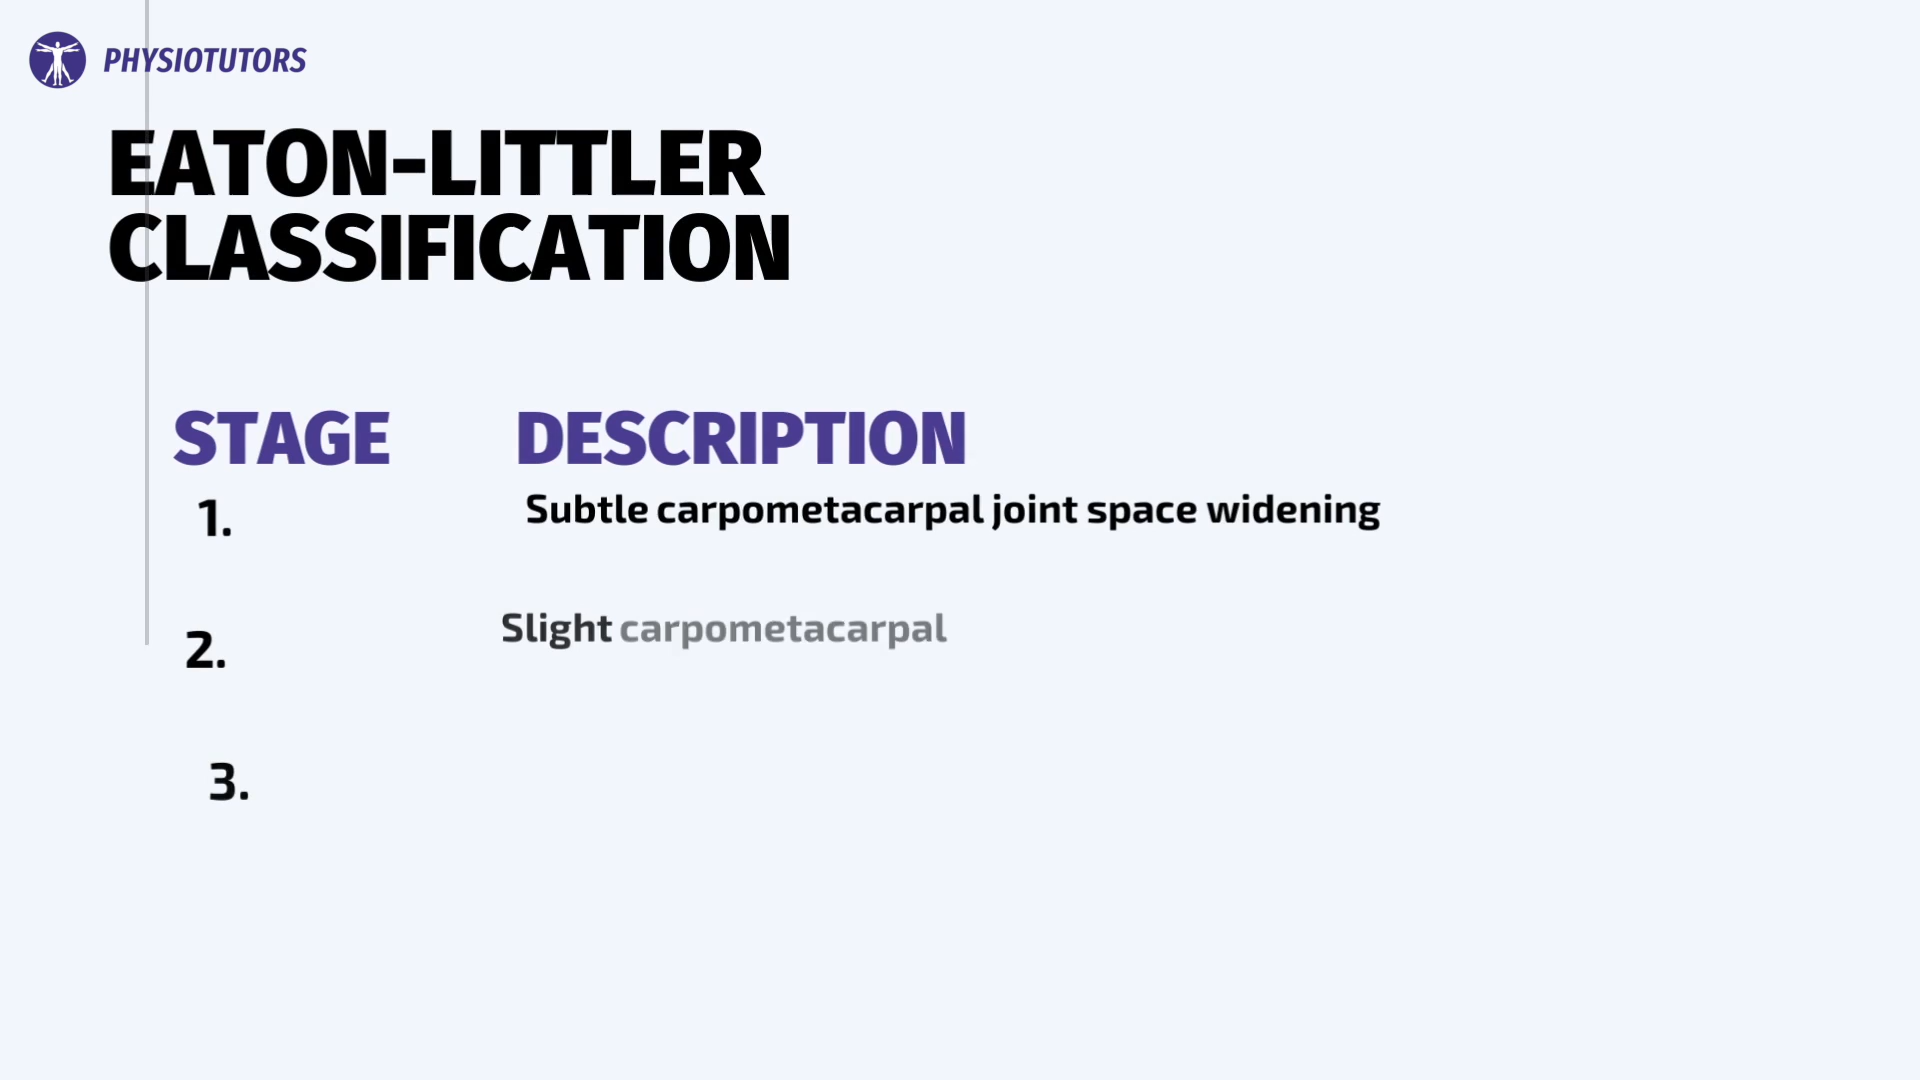 PHYSIOTUTORS
EATON-LITTLER
CLASSIFICATION
STAGE DESCRIPTION
1. Subtle carpometacarpal joint space widening
2. Slight carpometacarpal
3.